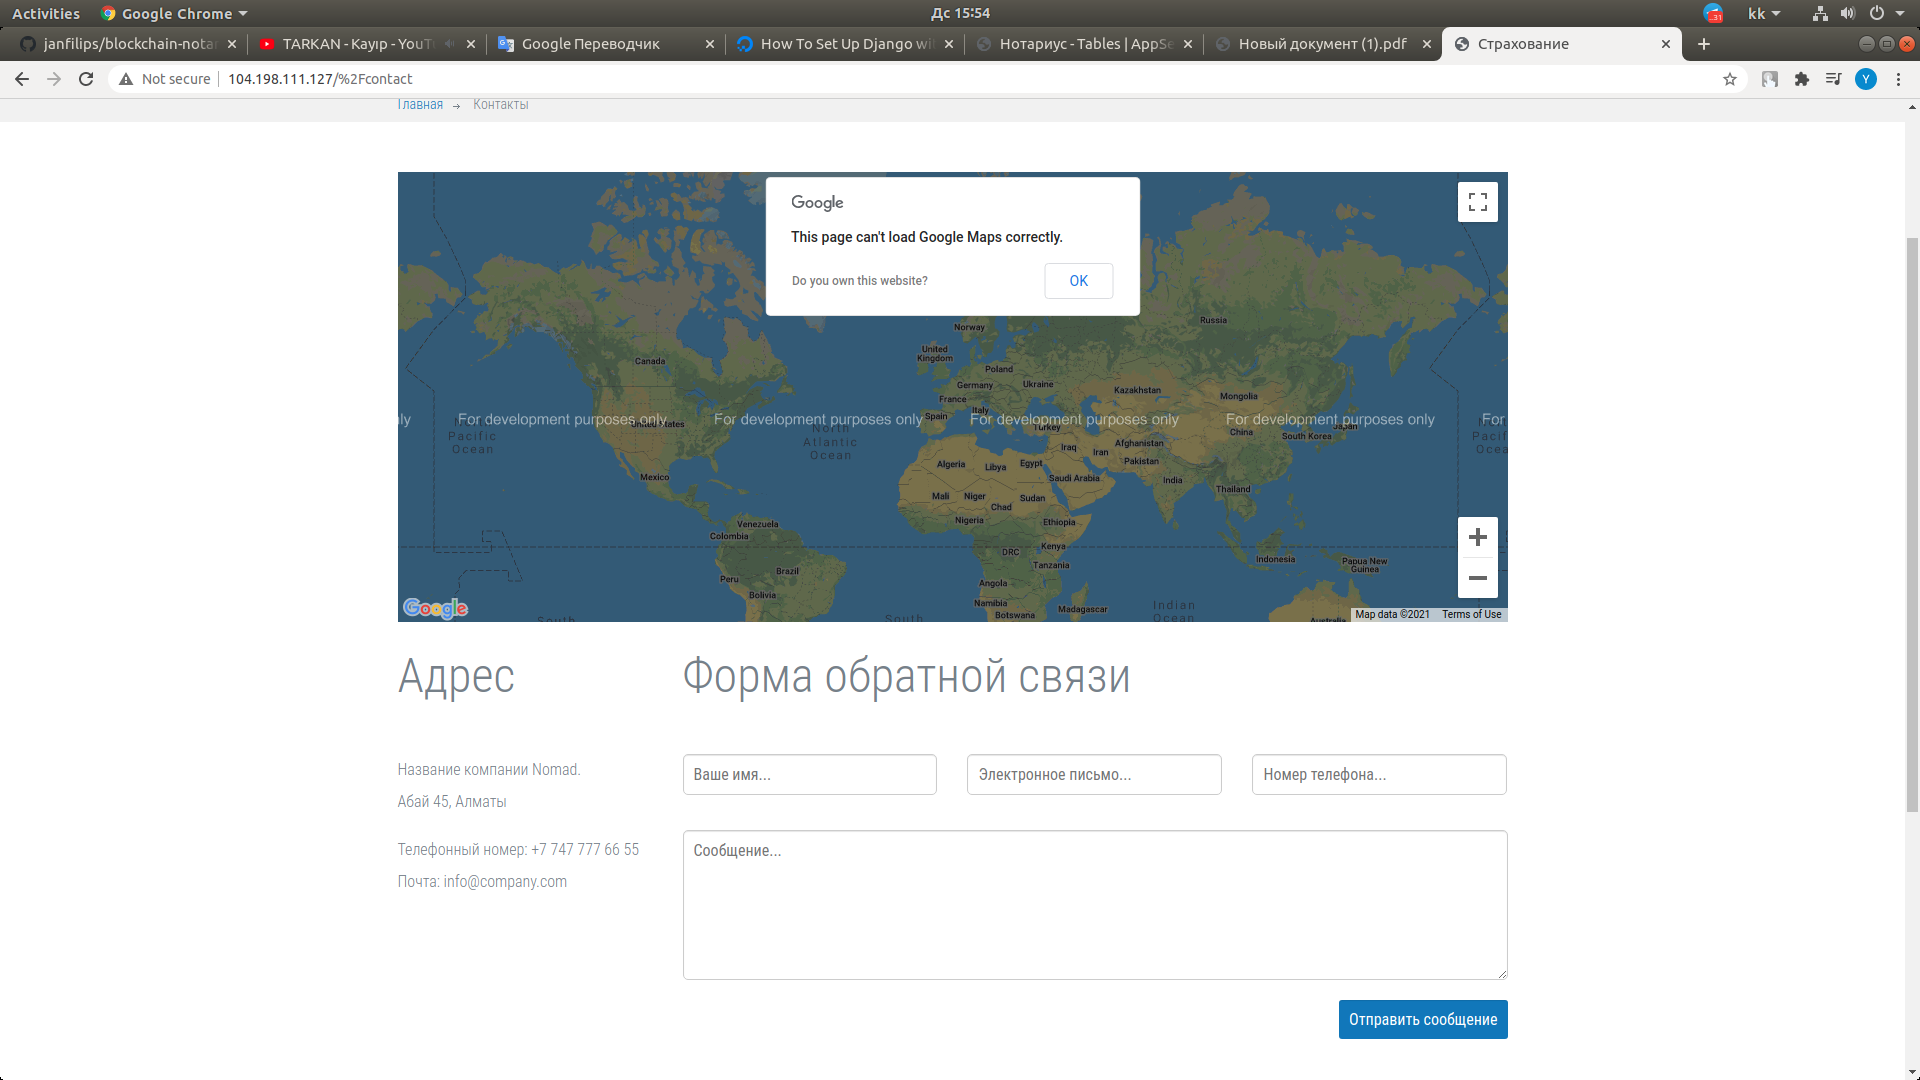 Activities Google Chrome Дс 15:54 31 kk
janfilips/blockchain-nota TARKAN - Kayıp - YouT Google Переводчик How To Set Up Django wi Нотариус - Tables | AppSe Новый документ (1).pdf Страхование
Not secure 104.198.111.127/%2Fcontact Y
Главная → Контакты
Google
This page can't load Google Maps correctly.
Do you own this website? OK
Norway
Russia
United Kingdom
Canada
Poland
Germany
Ukraine
Kazakhstan
Mongolia
France
Italy
Spain
ly For development purposes only For development purposes only For development purposes only For development purposes only For
United States
Turkey
Japan
China
South Korea
North Pacific Ocean
North Atlantic Ocean
Afghanistan
Iraq
Iran
Pakistan
Algeria
Libya
Egypt
Saudi Arabia
India
Mexico
Thailand
Mali
Niger
Sudan
Chad
Nigeria
Ethiopia
Venezuela
Colombia
DRC
Kenya
Tanzania
Indonesia
Papua New Guinea
Peru
Brazil
Angola
Bolivia
Namibia
Madagascar
Botswana
Indian Ocean
South
South
Australia
Google
Map data ©2021 Terms of Use
Адрес
Форма обратной связи
Название компании Nomad.
Абай 45, Алматы
Телефонный номер: +7 747 777 66 55
Почта: info@company.com
Ваше имя... Электронное письмо... Номер телефона...
Сообщение...
Отправить сообщение